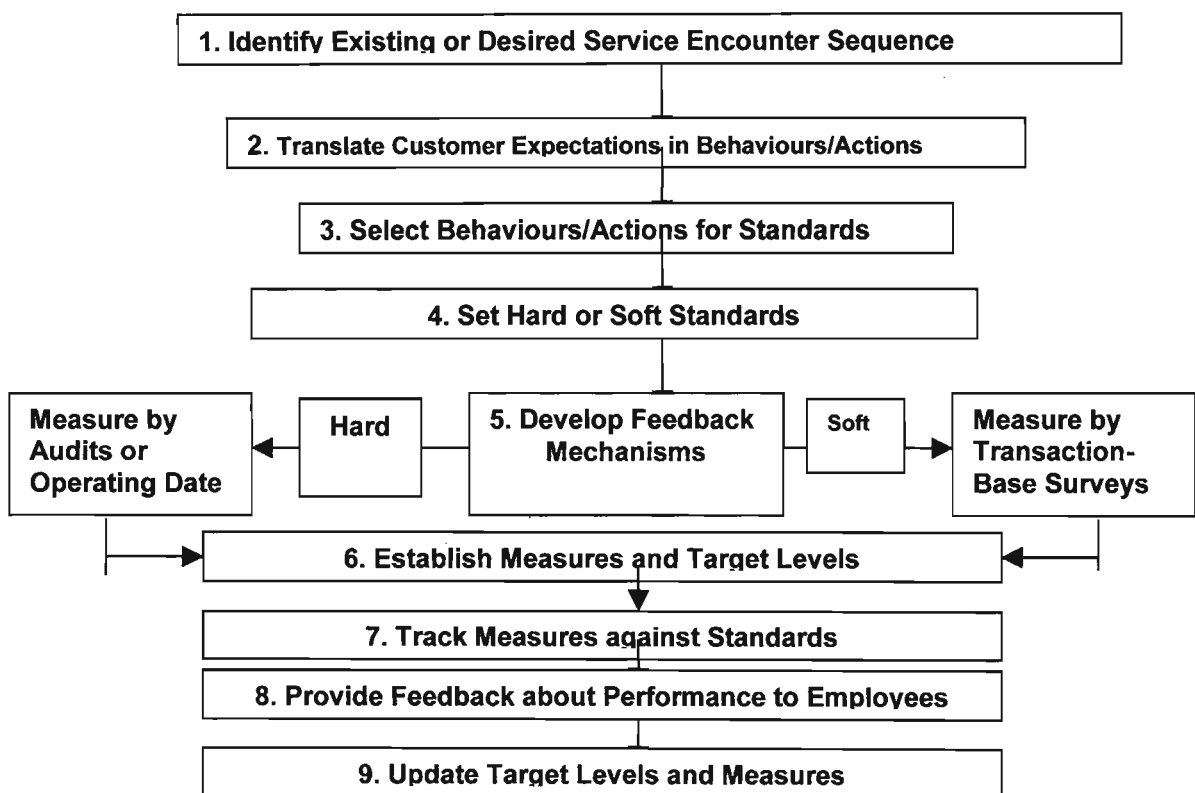 1. Identify Existing or Desired Service Encounter Sequence
2. Translate Customer Expectations in Behaviours/Actions
3. Select Behaviours/Actions for Standards
4. Set Hard or Soft Standards
Measure by
Audits or
Operating Date
Hard
5. Develop Feedback
Mechanisms
Soft
Measure by
Transaction-
Base Surveys
6. Establish Measures and Target Levels
7. Track Measures against Standards
8. Provide Feedback about Performance to Employees
9. Update Target Levels and Measures